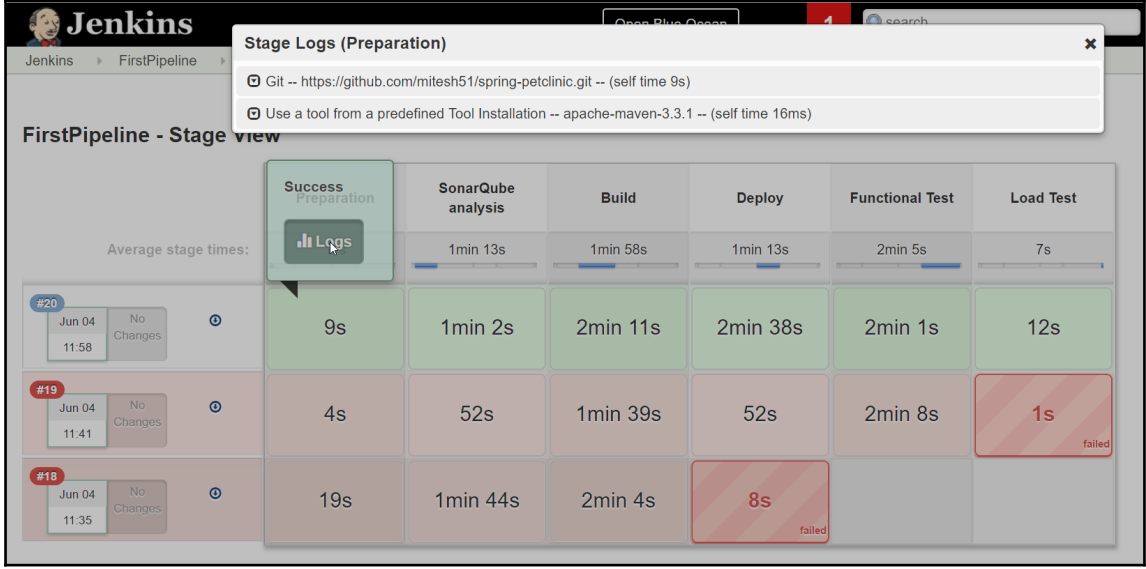 Jenkins
Open Blue Ocean
1
search
Jenkins
FirstPipeline
Stage Logs (Preparation)
Git -- https://github.com/mitesh51/spring-petclinic.git -- (self time 9s)
Use a tool from a predefined Tool Installation -- apache-maven-3.3.1 -- (self time 16ms)
FirstPipeline - Stage View
Success
Preparation
Logs
SonarQube
analysis
Build
Deploy
Functional Test
Load Test
Average stage times:
1min 13s
1min 58s
1min 13s
2min 5s
7s
#20
Jun 04
11:58
No
Changes
9s
1min 2s
2min 11s
2min 38s
2min 1s
12s
#19
Jun 04
11:41
No
Changes
4s
52s
1min 39s
52s
2min 8s
1s
failed
#18
Jun 04
11:35
No
Changes
19s
1min 44s
2min 4s
8s
failed